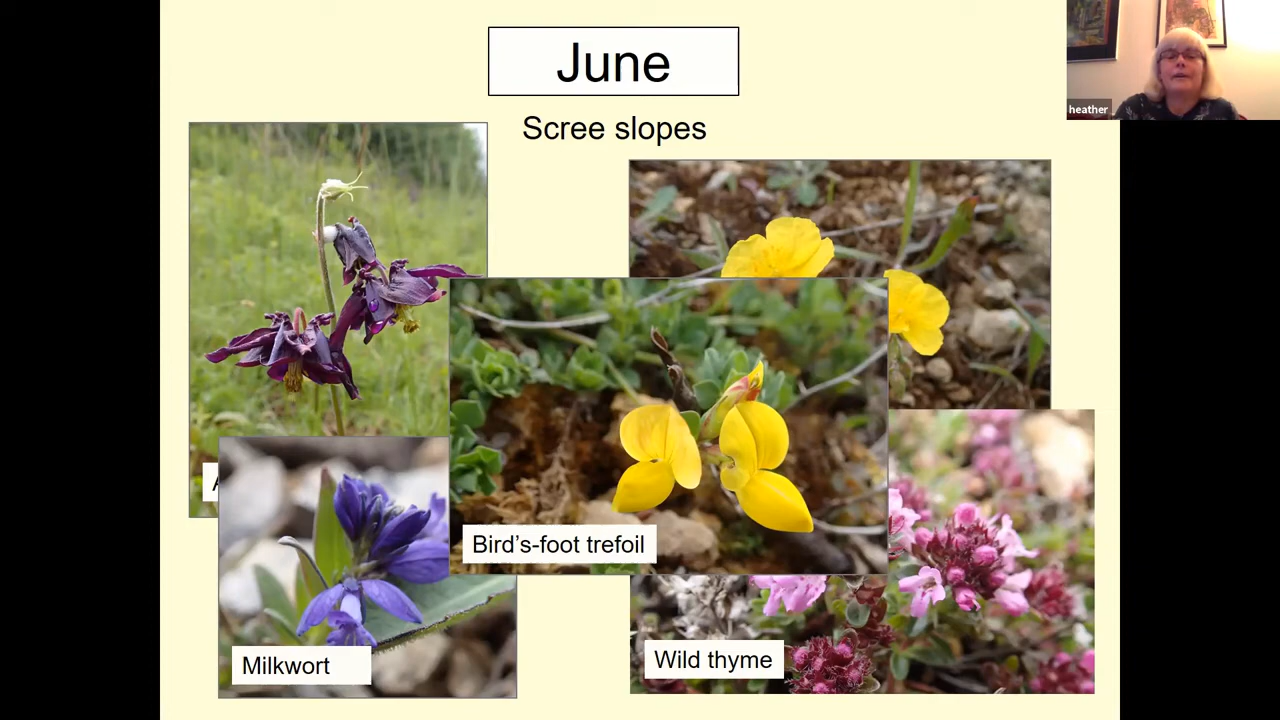 June
heather
Scree slopes
A
Bird's-foot trefoil
Milkwort
Wild thyme